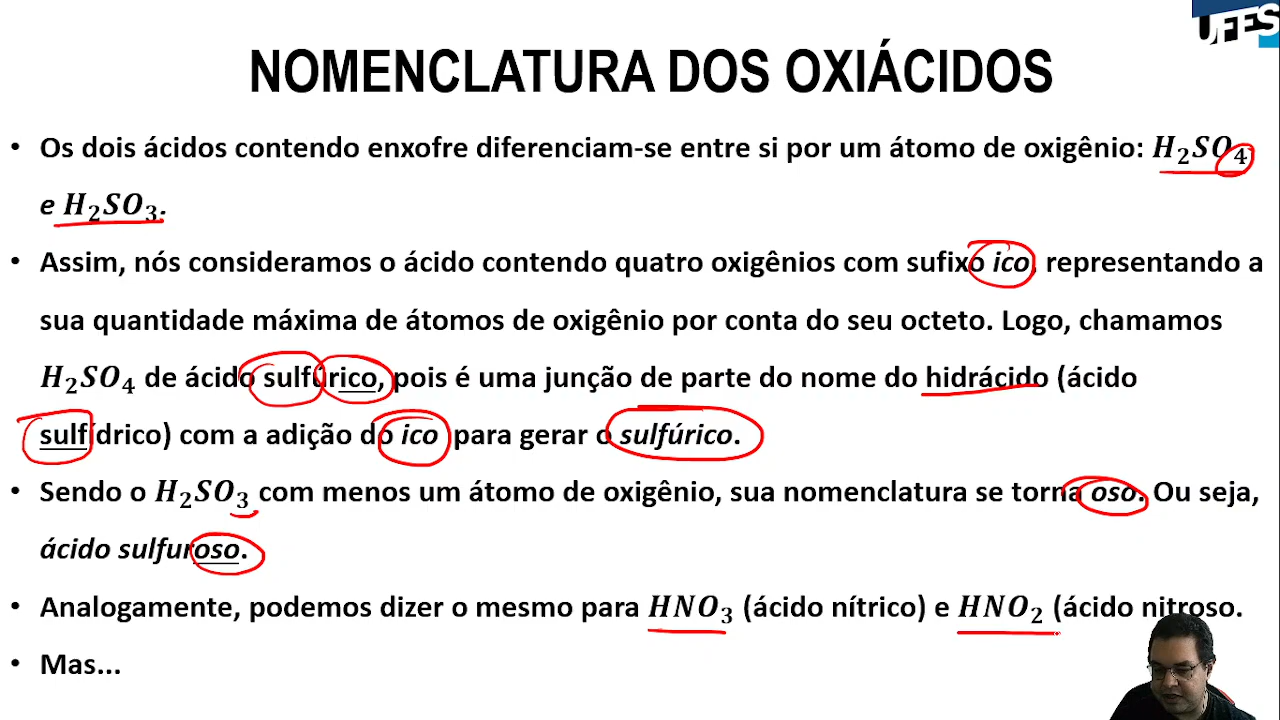 UFES
NOMENCLATURA DOS OXIÁCIDOS
• Os dois ácidos contendo enxofre diferenciam-se entre si por um átomo de oxigênio: H₂SO₄
e H₂SO₃.
• Assim, nós consideramos o ácido contendo quatro oxigênios com sufixo ico, representando a
sua quantidade máxima de átomos de oxigênio por conta do seu octeto. Logo, chamamos
H₂SO₄ de ácido sulfúrico, pois é uma junção de parte do nome do hidrácido (ácido
sulfídrico) com a adição do ico para gerar o sulfúrico.
• Sendo o H₂SO₃ com menos um átomo de oxigênio, sua nomenclatura se torna oso. Ou seja,
ácido sulfuroso.
• Analogamente, podemos dizer o mesmo para HNO₃ (ácido nítrico) e HNO₂ (ácido nitroso.
• Mas...